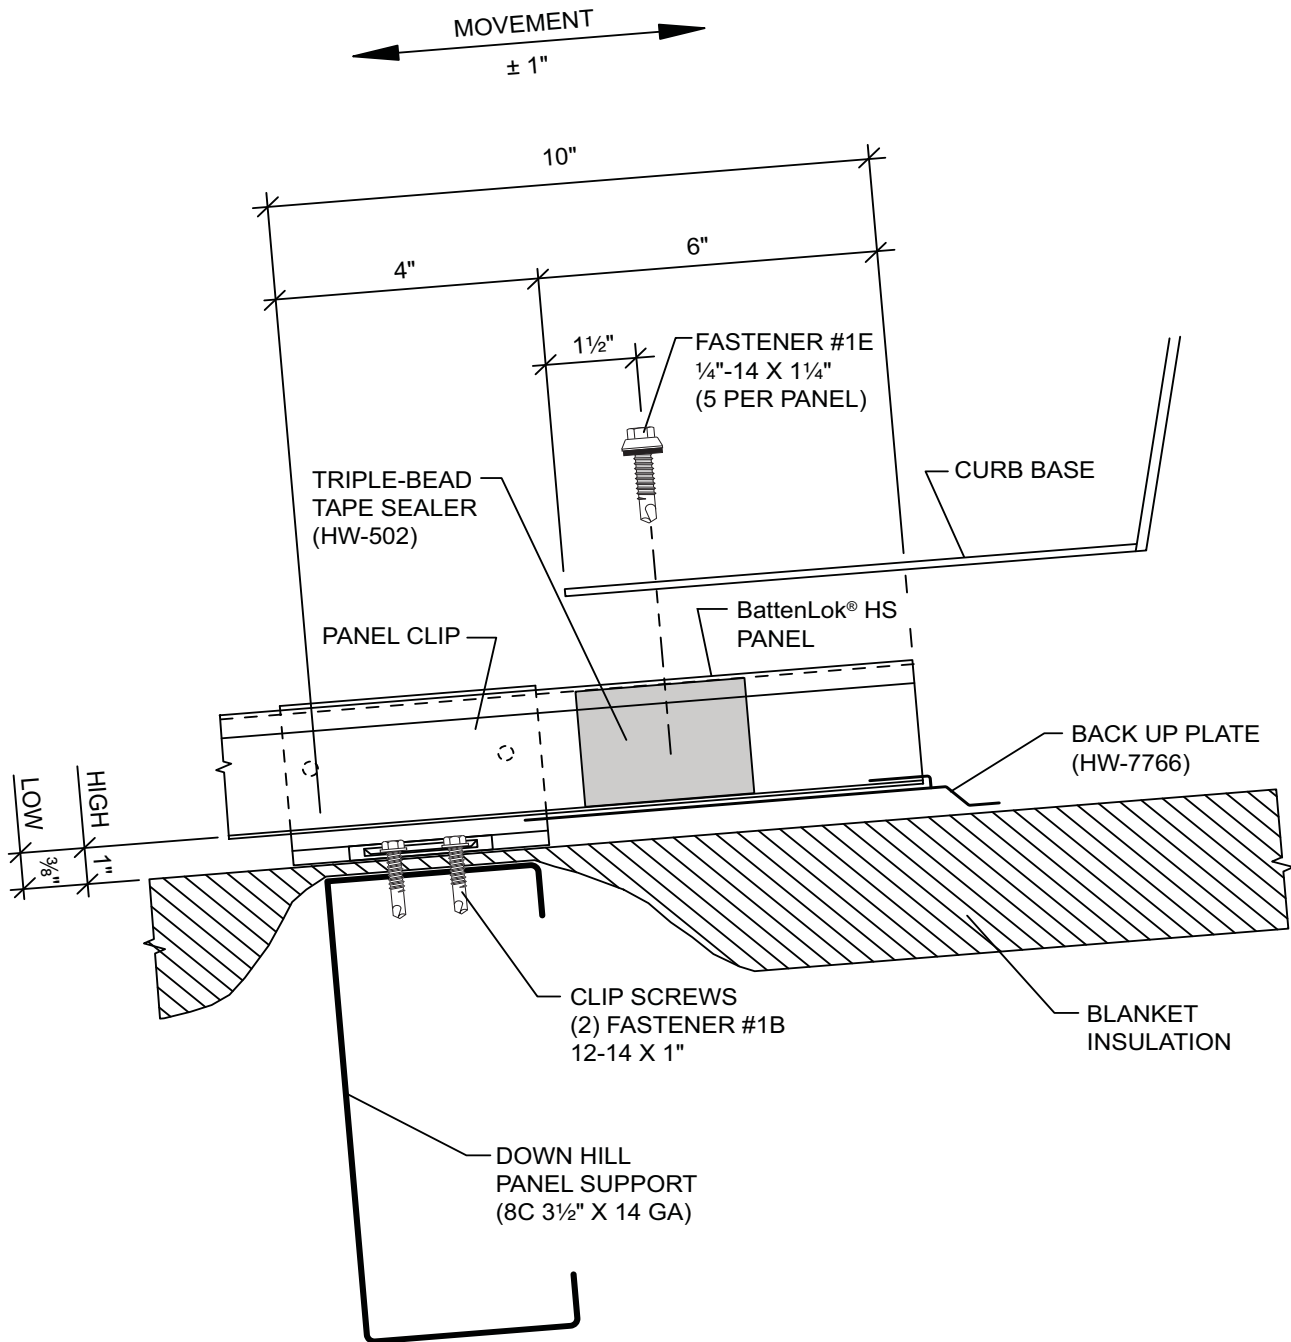 MOVEMENT
± 1"
10"
4"
6"
1½"
FASTENER #1E
¼"-14 X 1¼"
(5 PER PANEL)
TRIPLE-BEAD
TAPE SEALER
(HW-502)
CURB BASE
PANEL CLIP
BattenLok® HS
PANEL
BACK UP PLATE
(HW-7766)
LOW
⅜"
HIGH
1"
CLIP SCREWS
(2) FASTENER #1B
12-14 X 1"
BLANKET
INSULATION
DOWN HILL
PANEL SUPPORT
(8C 3½" X 14 GA)